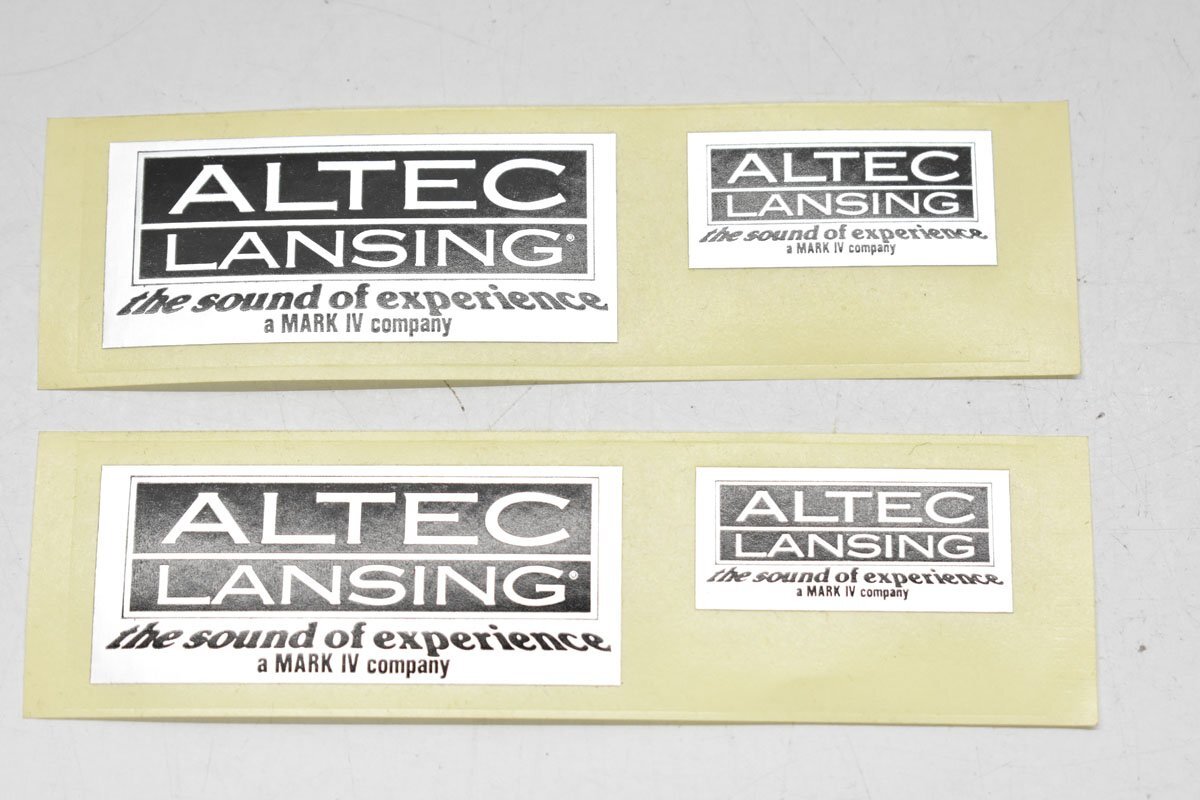 ALTEC
LANSING®
the sound of experience
a MARK IV company
ALTEC
LANSING
the sound of experience
a MARK IV company
ALTEC
LANSING®
the sound of experience
a MARK IV company
ALTEC
LANSING
the sound of experience
a MARK IV company